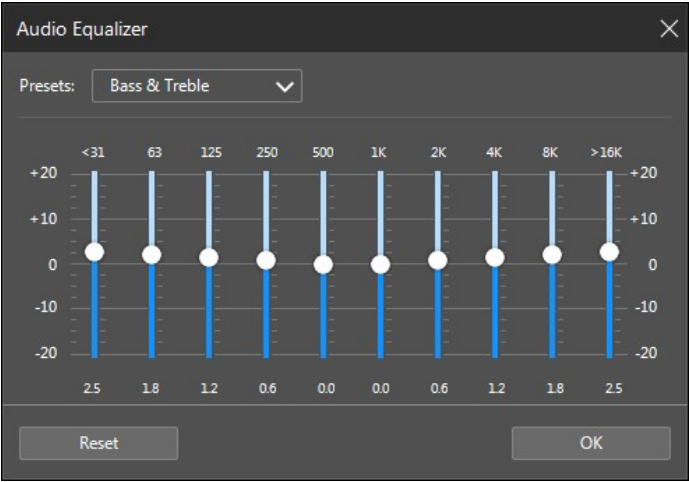 Audio Equalizer
Presets: Bass & Treble
<31 63 125 250 500 1K 2K 4K 8K >16K
+20 +20
+10 +10
0 0
-10 -10
-20 -20
2.5 1.8 1.2 0.6 0.0 0.0 0.6 1.2 1.8 2.5
Reset OK